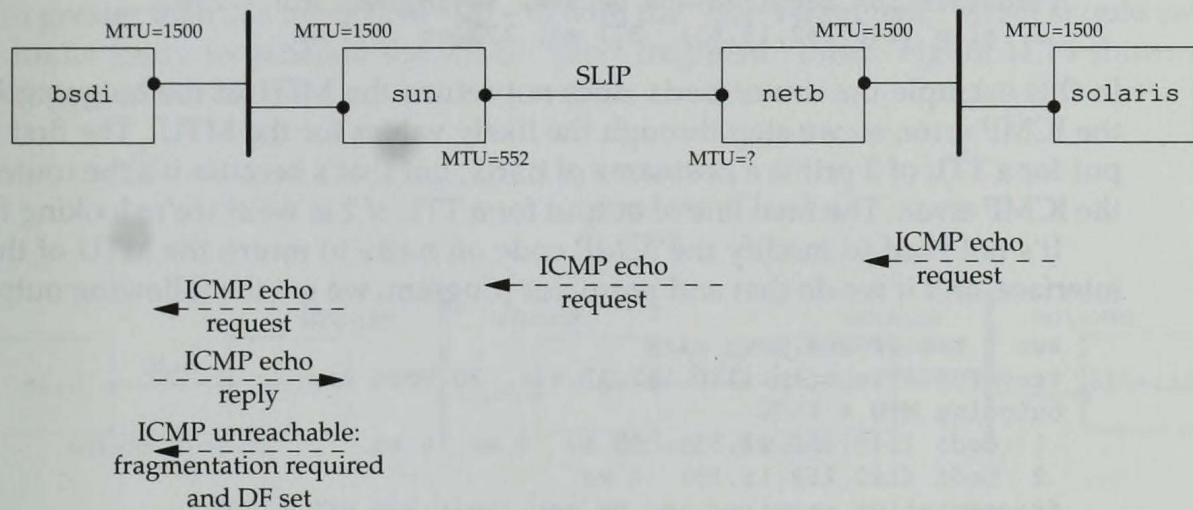 MTU=1500 MTU=1500 MTU=1500 MTU=1500
bsdi sun SLIP netb solaris
MTU=552 MTU=?
ICMP echo
request
ICMP echo
request
ICMP echo
request
ICMP echo
reply
ICMP unreachable:
fragmentation required
and DF set